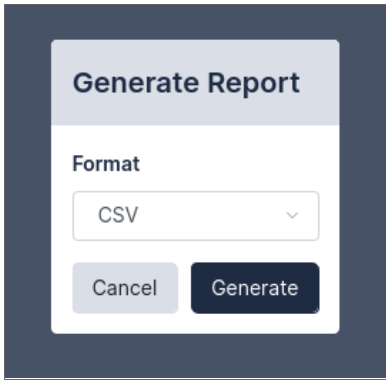 Generate Report
Format
CSV
Cancel Generate